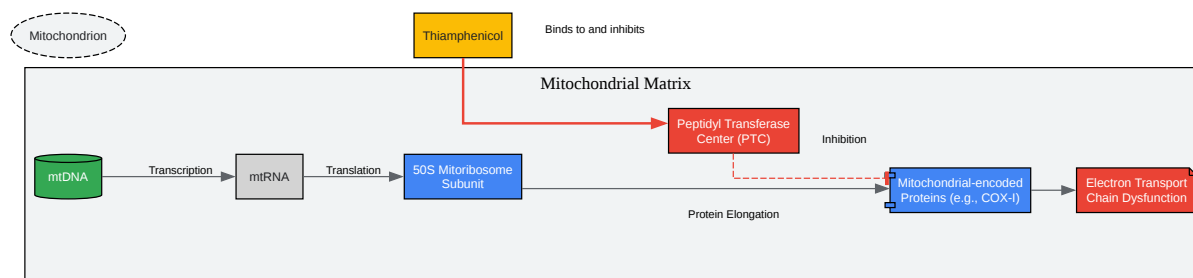 Mitochondrion
Thiamphenicol
Binds to and inhibits
Mitochondrial Matrix
Peptidyl Transferase
Center (PTC)
Inhibition
mtDNA
Transcription
mtRNA
Translation
50S Mitoribosome
Subunit
Protein Elongation
Mitochondrial-encoded
Proteins (e.g., COX-I)
Electron Transport
Chain Dysfunction